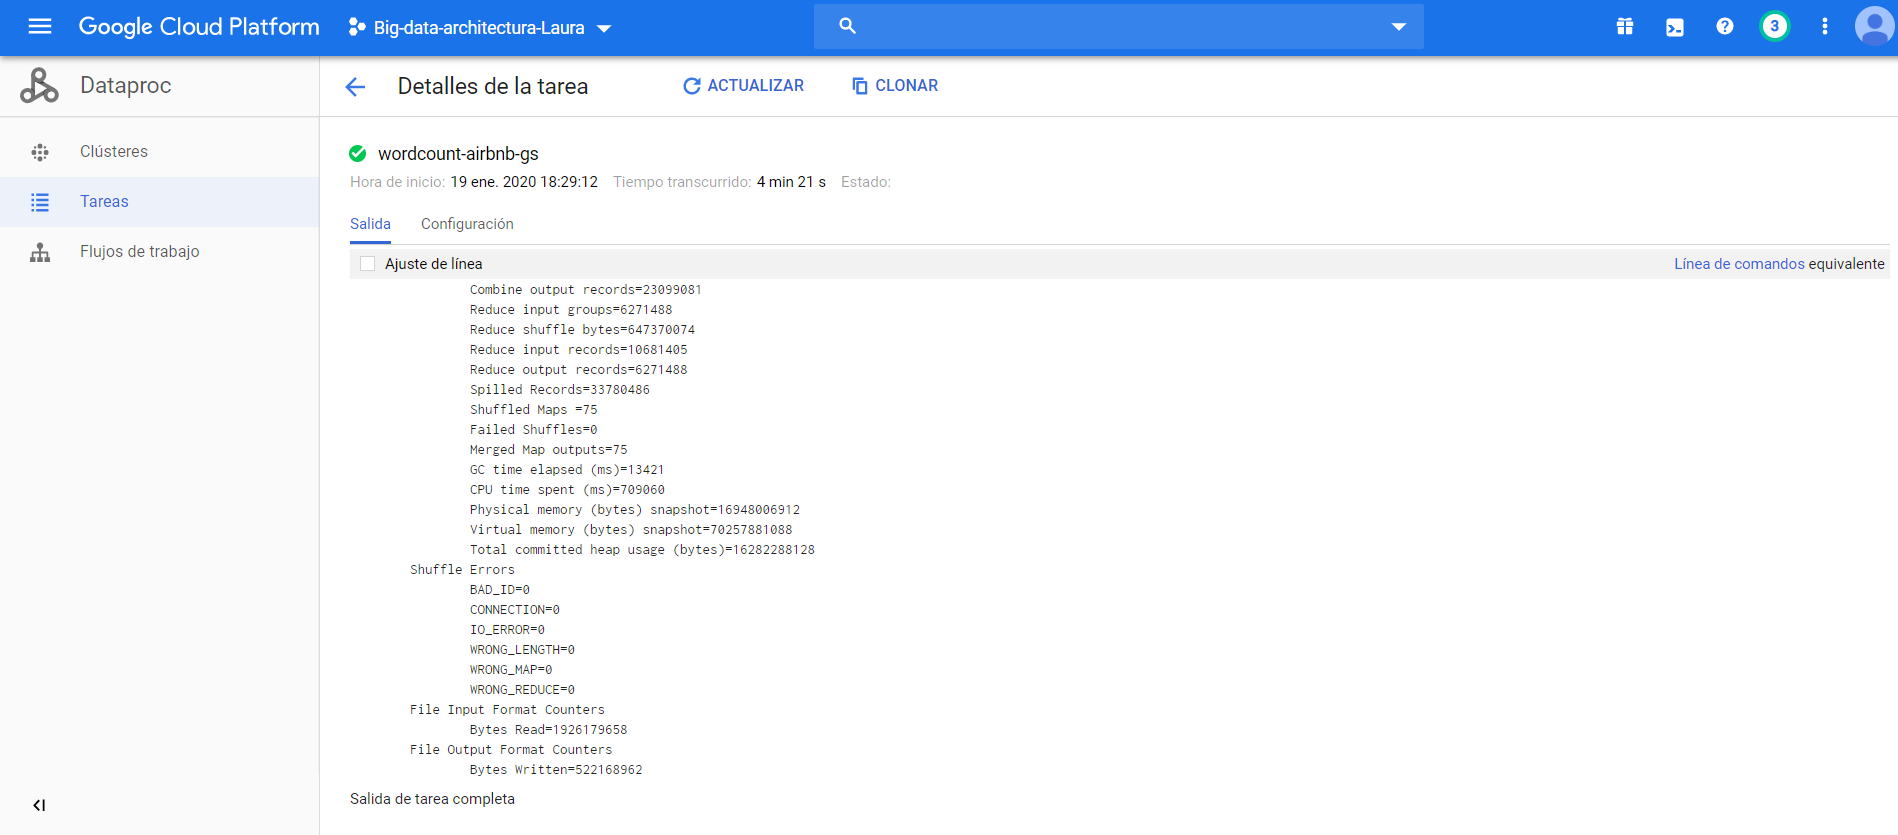 Google Cloud Platform
Big-data-architectura-Laura
3
Dataproc
Detalles de la tarea
ACTUALIZAR
CLONAR
Clústeres
Tareas
Flujos de trabajo
wordcount-airbnb-gs
Hora de inicio: 19 ene. 2020 18:29:12 Tiempo transcurrido: 4 min 21 s Estado:
Salida Configuración
Ajuste de línea
Línea de comandos equivalente
Combine output records=23099081
Reduce input groups=6271488
Reduce shuffle bytes=647370074
Reduce input records=10681405
Reduce output records=6271488
Spilled Records=33780486
Shuffled Maps =75
Failed Shuffles=0
Merged Map outputs=75
GC time elapsed (ms)=13421
CPU time spent (ms)=709060
Physical memory (bytes) snapshot=16948006912
Virtual memory (bytes) snapshot=70257881088
Total committed heap usage (bytes)=16282288128
Shuffle Errors
BAD_ID=0
CONNECTION=0
IO_ERROR=0
WRONG_LENGTH=0
WRONG_MAP=0
WRONG_REDUCE=0
File Input Format Counters
Bytes Read=1926179658
File Output Format Counters
Bytes Written=522168962
Salida de tarea completa